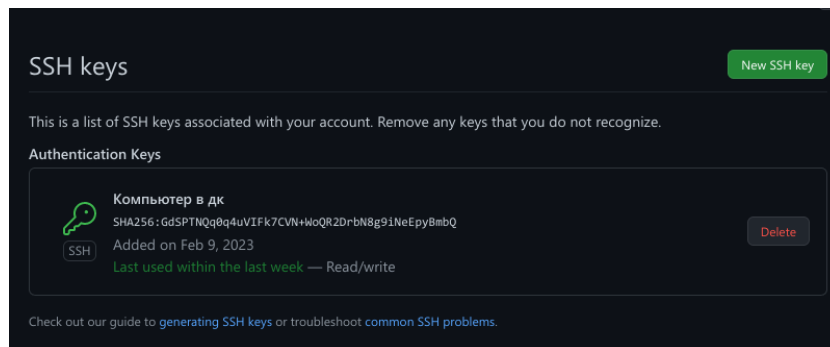 SSH keys
New SSH key
This is a list of SSH keys associated with your account. Remove any keys that you do not recognize.
Authentication Keys
Компьютер в дк
SHA256:GdSPTNQq0q4uVIFk7CVN+WoQR2DrbN8g9iNeEpyBmbQ
SSH
Added on Feb 9, 2023
Last used within the last week — Read/write
Delete
Check out our guide to generating SSH keys or troubleshoot common SSH problems.